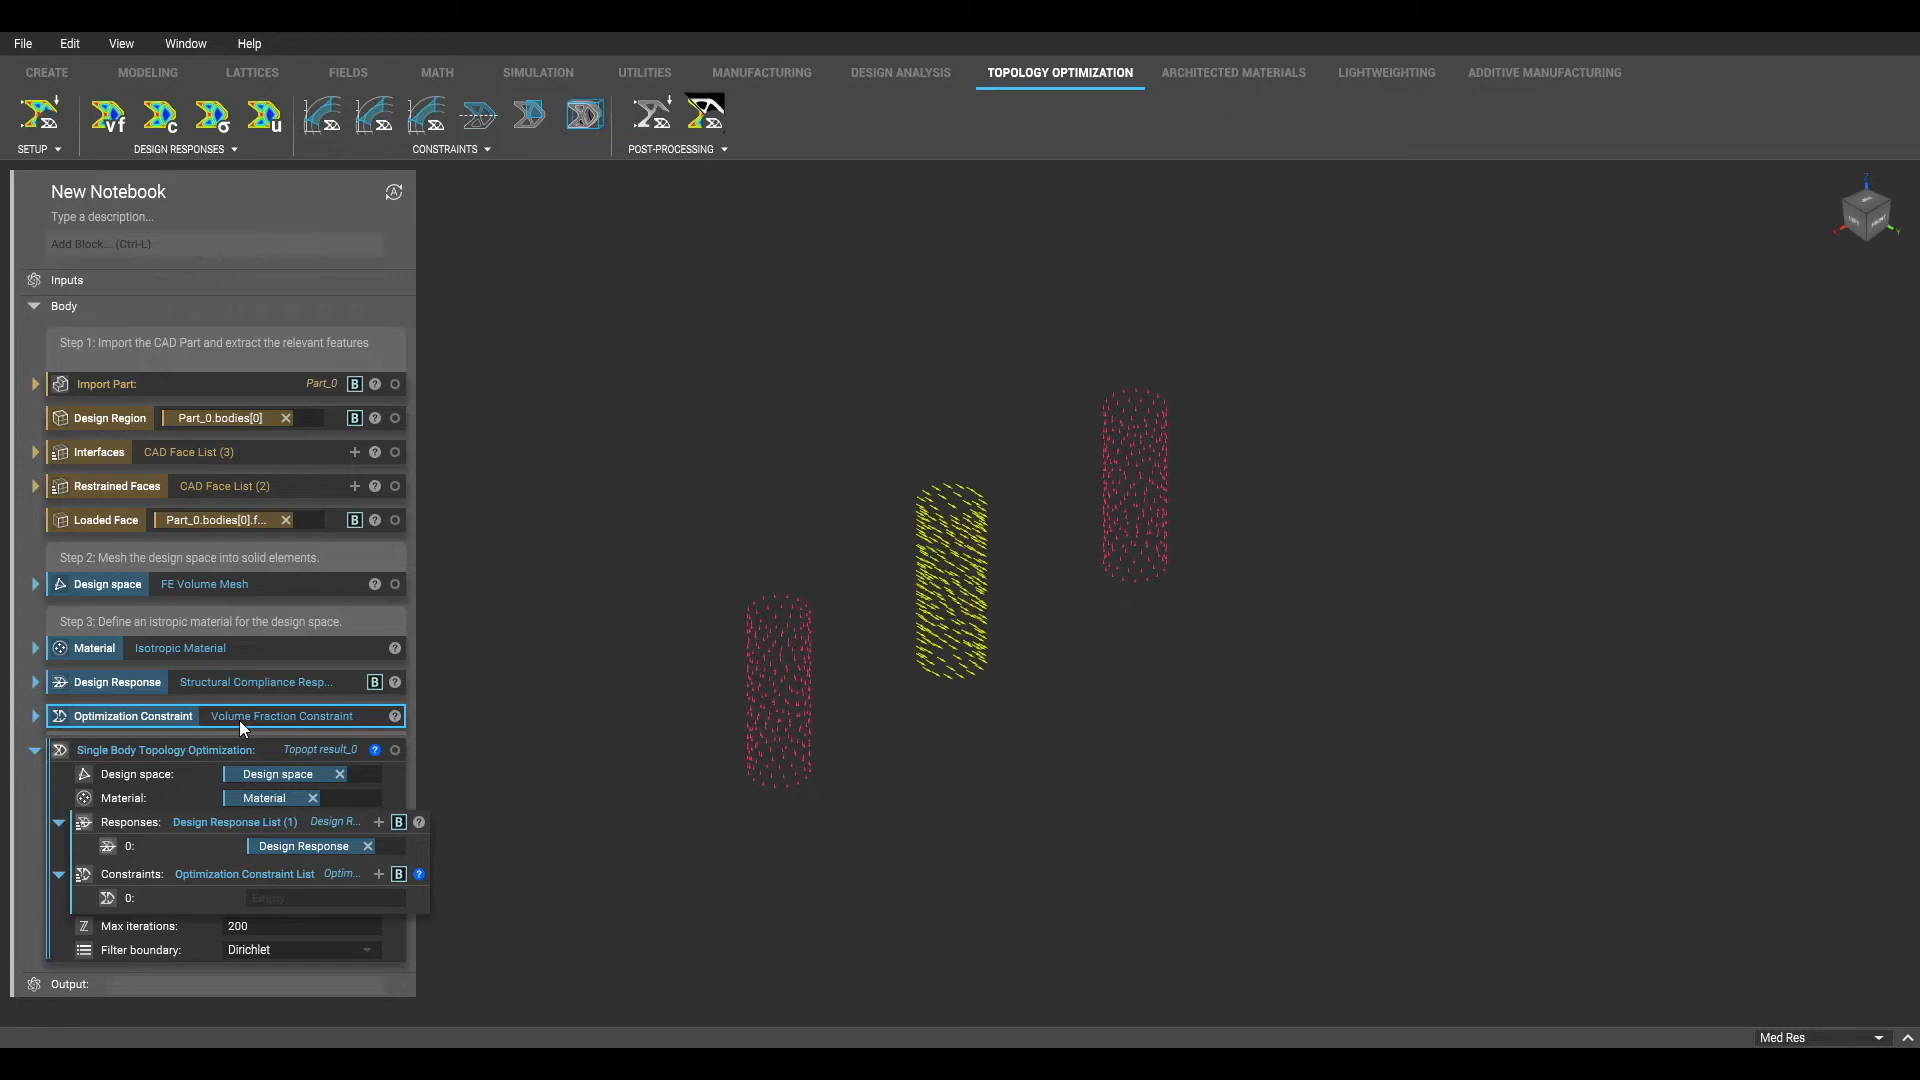 File Edit View Window Help
CREATE MODELING LATTICES FIELDS MATH SIMULATION UTILITIES MANUFACTURING DESIGN ANALYSIS TOPOLOGY OPTIMIZATION ARCHITECTED MATERIALS LIGHTWEIGHTING ADDITIVE MANUFACTURING
vf c σ u
SETUP DESIGN RESPONSES CONSTRAINTS POST-PROCESSING
New Notebook
Type a description...
Add Block... (Ctrl-L)
Inputs
Body
Step 1: Import the CAD Part and extract the relevant features
Import Part: Part_0 B ?
Design Region Part_0.bodies[0] B ?
Interfaces CAD Face List (3) ?
Restrained Faces CAD Face List (2) ?
Loaded Face Part_0.bodies[0].f... B ?
Step 2: Mesh the design space into solid elements.
Design space FE Volume Mesh ?
Step 3: Define an istropic material for the design space.
Material Isotropic Material ?
Design Response Structural Compliance Resp... B ?
Optimization Constraint Volume Fraction Constraint ?
Single Body Topology Optimization: Topopt result_0 ?
Design space: Design space
Material: Material
Responses: Design Response List (1) Design R... B ?
0: Design Response
Constraints: Optimization Constraint List Optim... B ?
0: Empty
Max iterations: 200
Filter boundary: Dirichlet
Output:
Z
LEFT FRONT
Y
Med Res